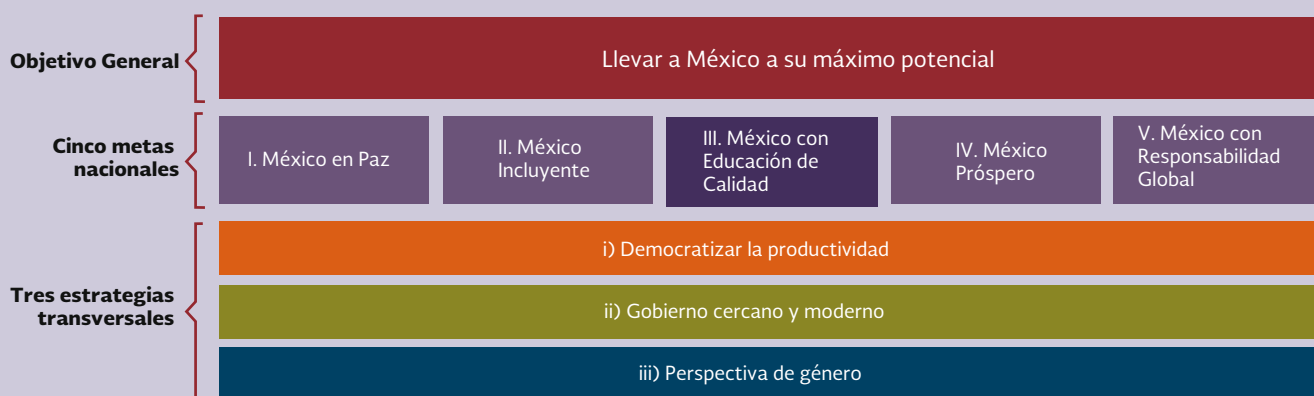 Objetivo General
Llevar a México a su máximo potencial
Cinco metas
nacionales
I. México en Paz
II. México
Incluyente
III. México con
Educación de
Calidad
IV. México
Próspero
V. México con
Responsabilidad
Global
Tres estrategias
transversales
i) Democratizar la productividad
ii) Gobierno cercano y moderno
iii) Perspectiva de género